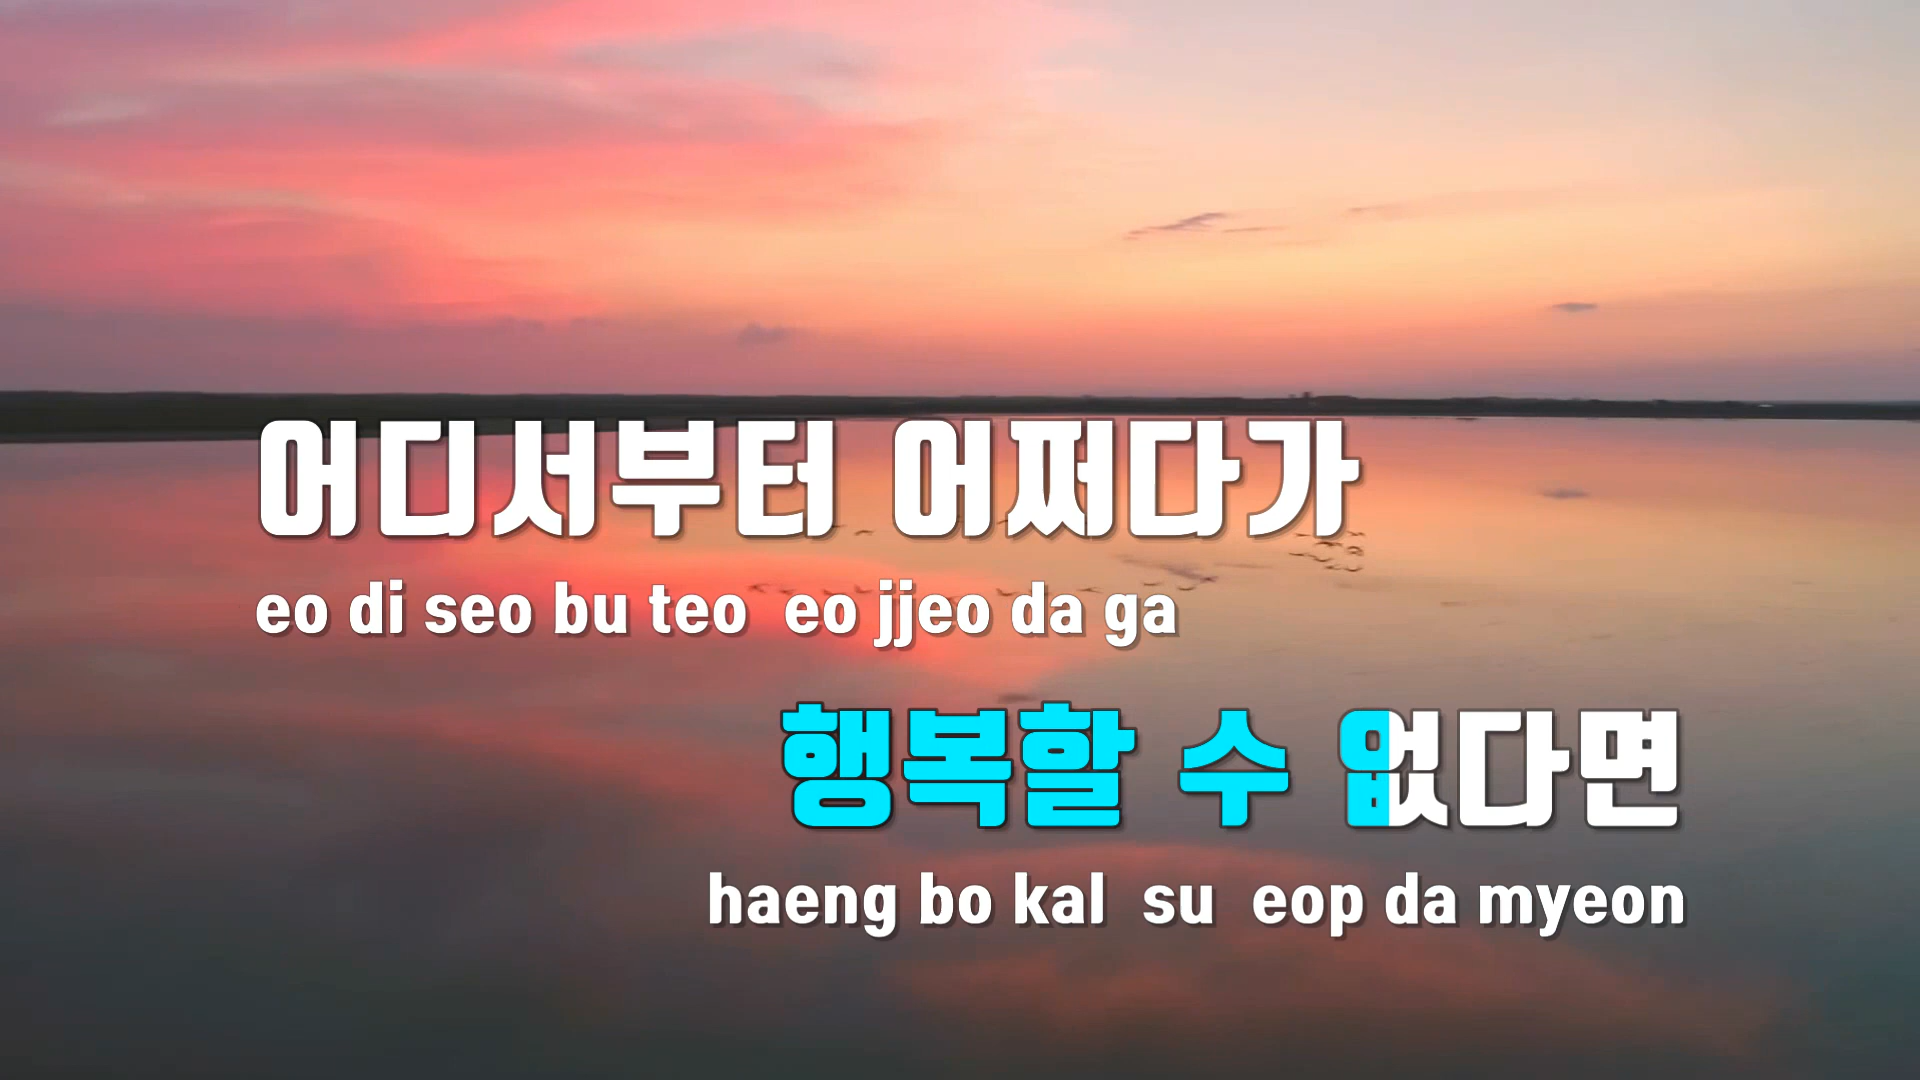 어디서부터 어쩌다가
eo di seo bu teo eo jjeo da ga
행복할 수 없다면
haeng bo kal su eop da myeon